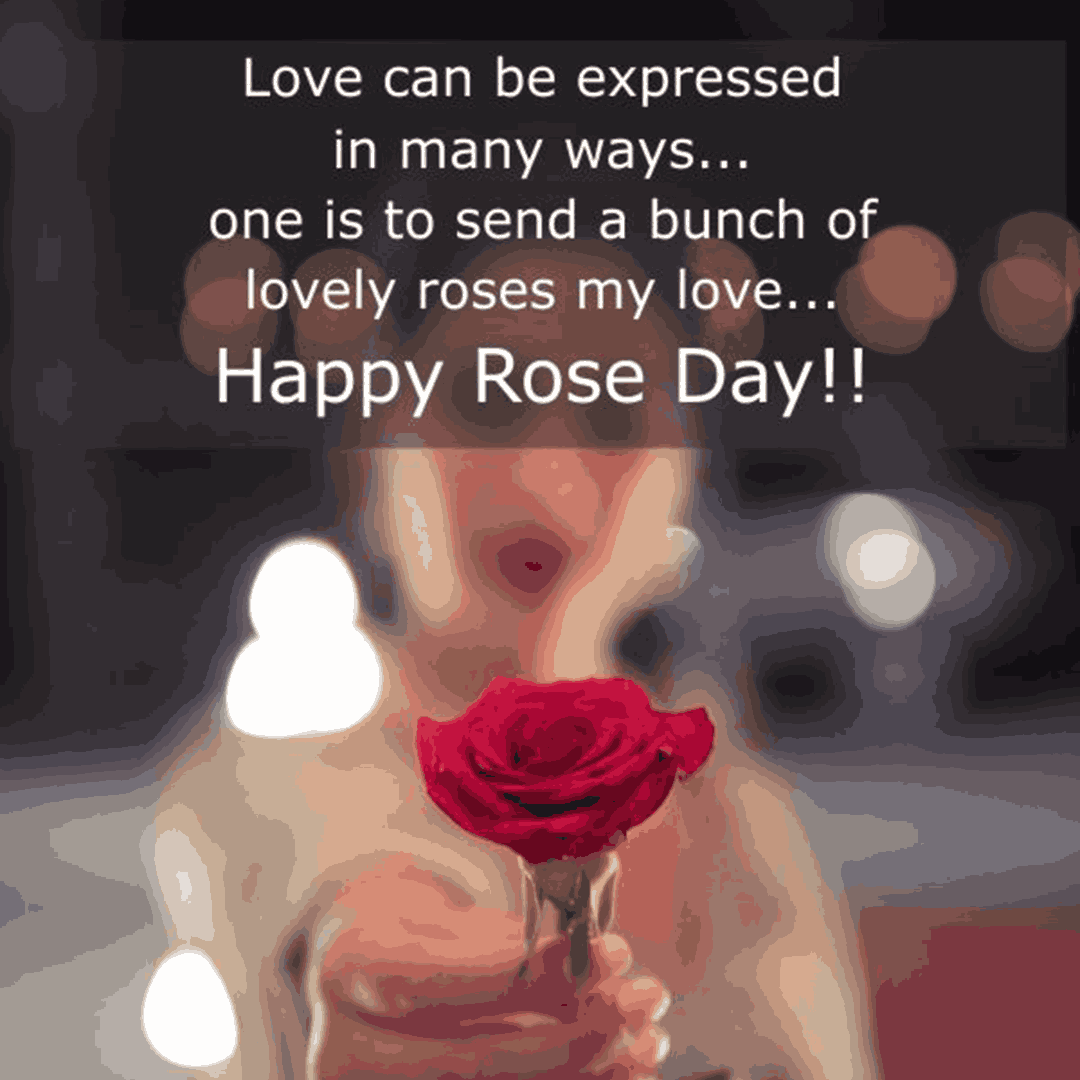 Love can be expressed
in many ways...
one is to send a bunch of
lovely roses my love...
Happy Rose Day!!